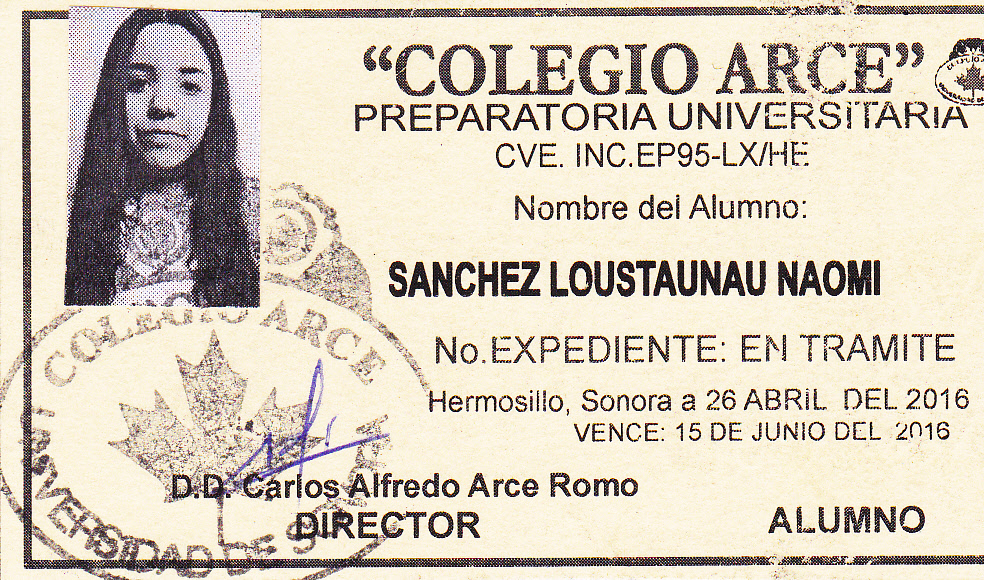 “COLEGIO ARCE”
PREPARATORIA UNIVERSITARIA
CVE. INC.EP95-LX/HE
Nombre del Alumno:
SANCHEZ LOUSTAUNAU NAOMI
No.EXPEDIENTE: EN TRAMITE
Hermosillo, Sonora a 26 ABRIL DEL 2016
VENCE: 15 DE JUNIO DEL 2016
COLEGIO ARCE
UNIVERSIDAD DE
D.D. Carlos Alfredo Arce Romo
DIRECTOR
ALUMNO